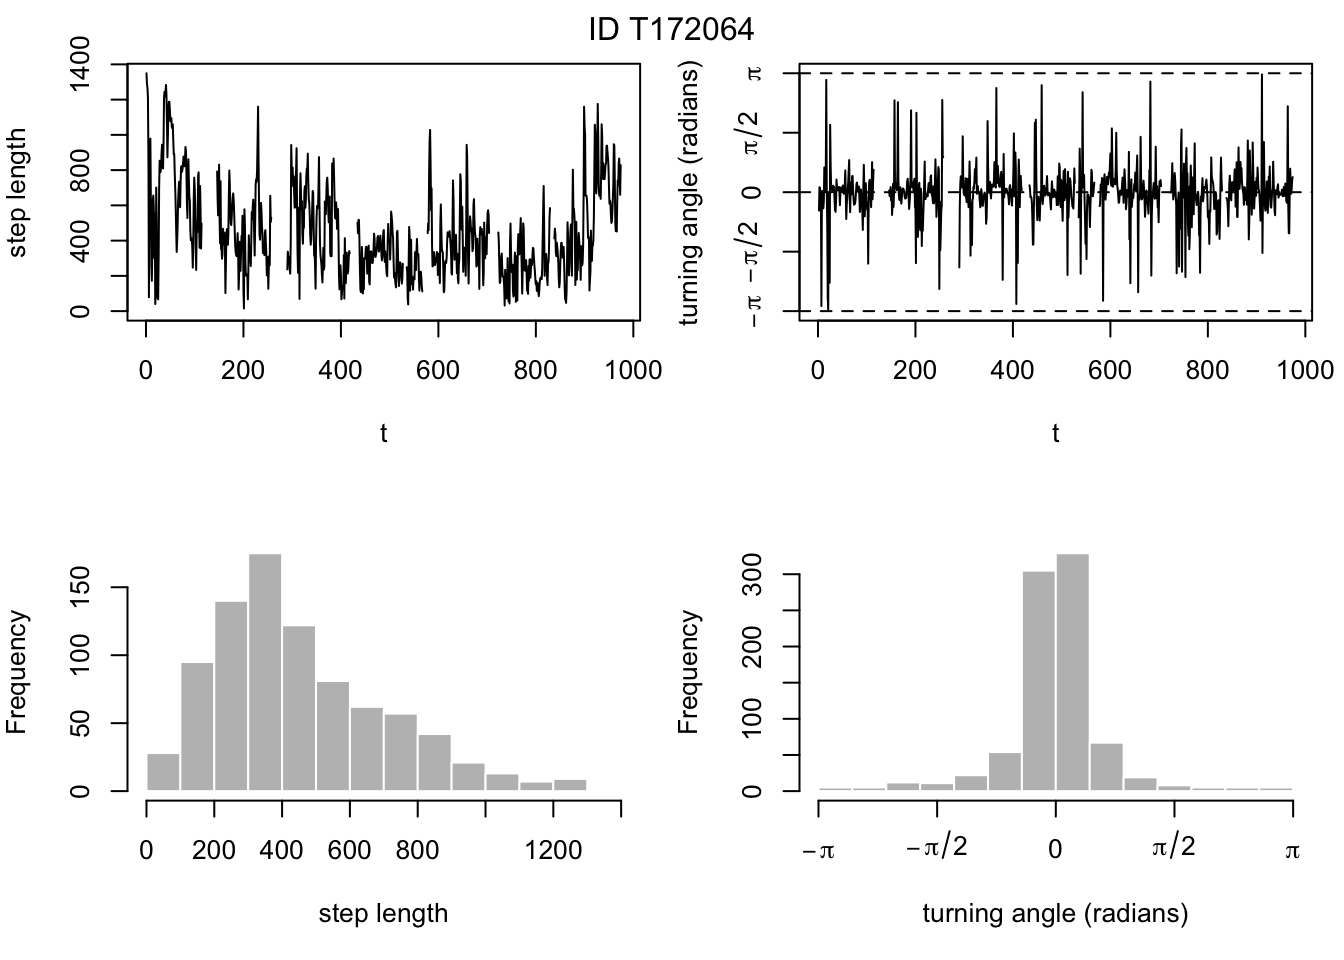 ID T172064
step length
0 400 800 1400
0 200 400 600 800 1000
t
turning angle (radians)
−π −π/2 0 π/2 π
0 200 400 600 800 1000
t
Frequency
0 50 100 150
0 200 400 600 800 1200
step length
Frequency
0 100 200 300
−π −π/2 0 π/2 π
turning angle (radians)